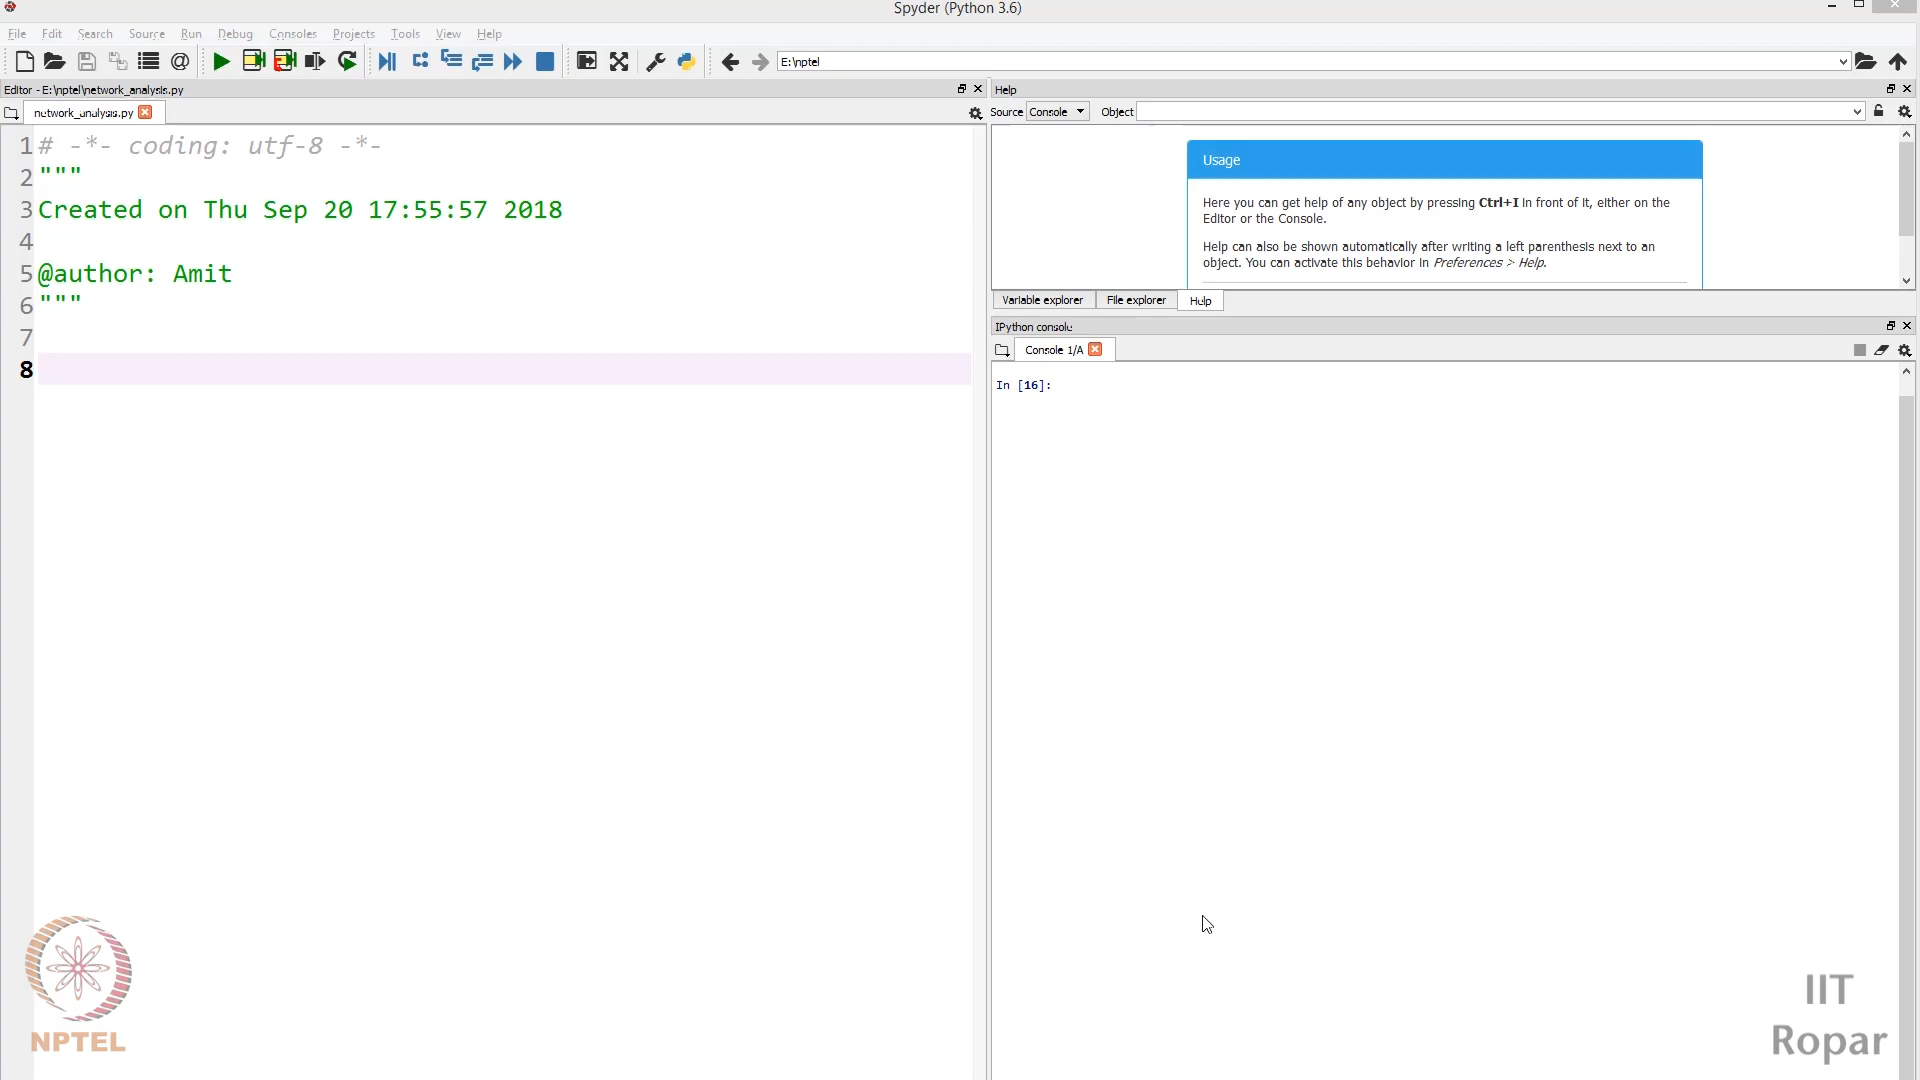 Spyder (Python 3.6)
File Edit Search Source Run Debug Consoles Projects Tools View Help
E:\nptel
Editor - E:\nptel\network_analysis.py
network_analysis.py
1 # -*- coding: utf-8 -*-
2 """
3 Created on Thu Sep 20 17:55:57 2018
4
5 @author: Amit
6 """
7
8
Help
Source Console Object
Usage
Here you can get help of any object by pressing Ctrl+I in front of it, either on the
Editor or the Console.
Help can also be shown automatically after writing a left parenthesis next to an
object. You can activate this behavior in Preferences > Help.
Variable explorer File explorer Help
IPython console
Console 1/A
In [16]:
NPTEL
IIT
Ropar